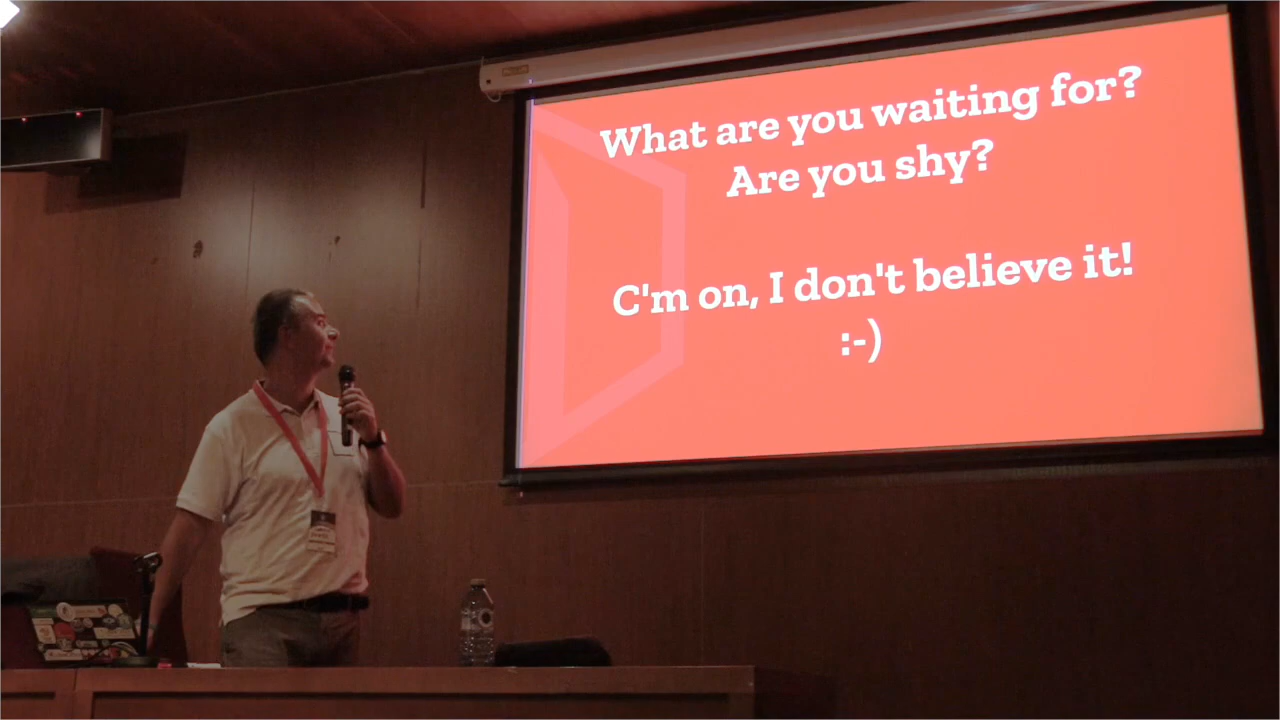 What are you waiting for?
Are you shy?
C'm on, I don't believe it!
:-)